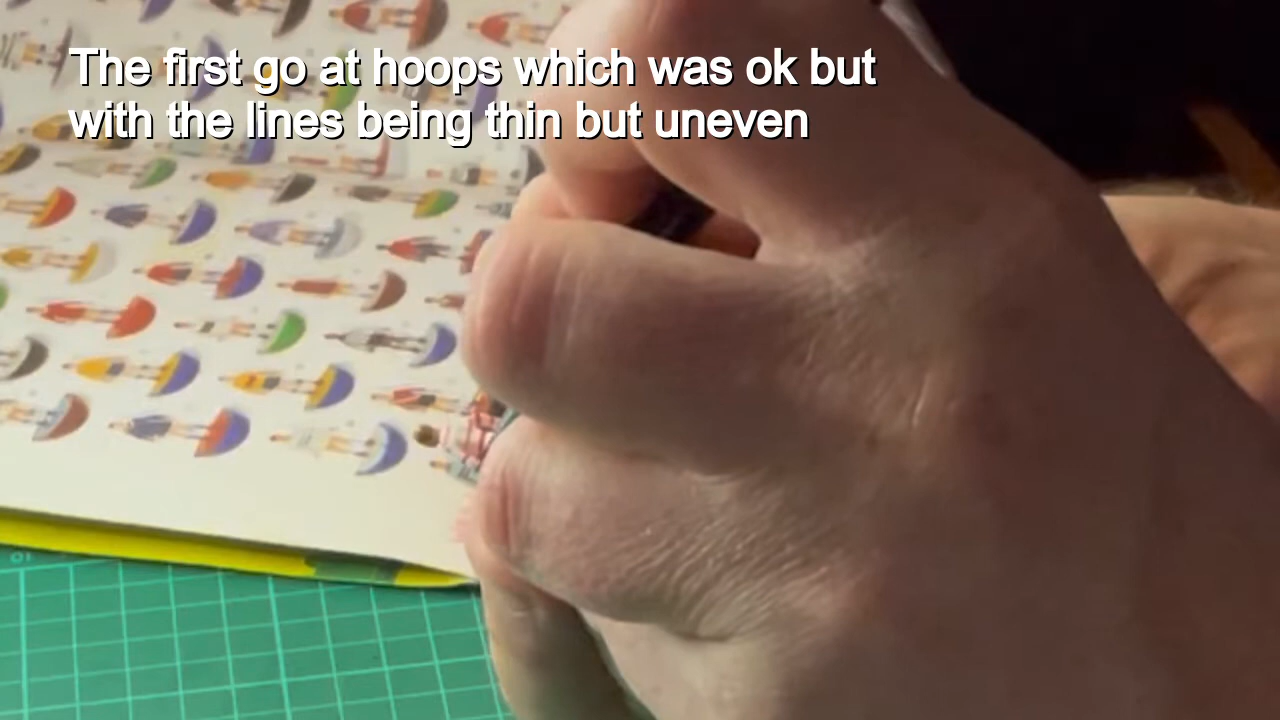 The first go at hoops which was ok but
with the lines being thin but uneven